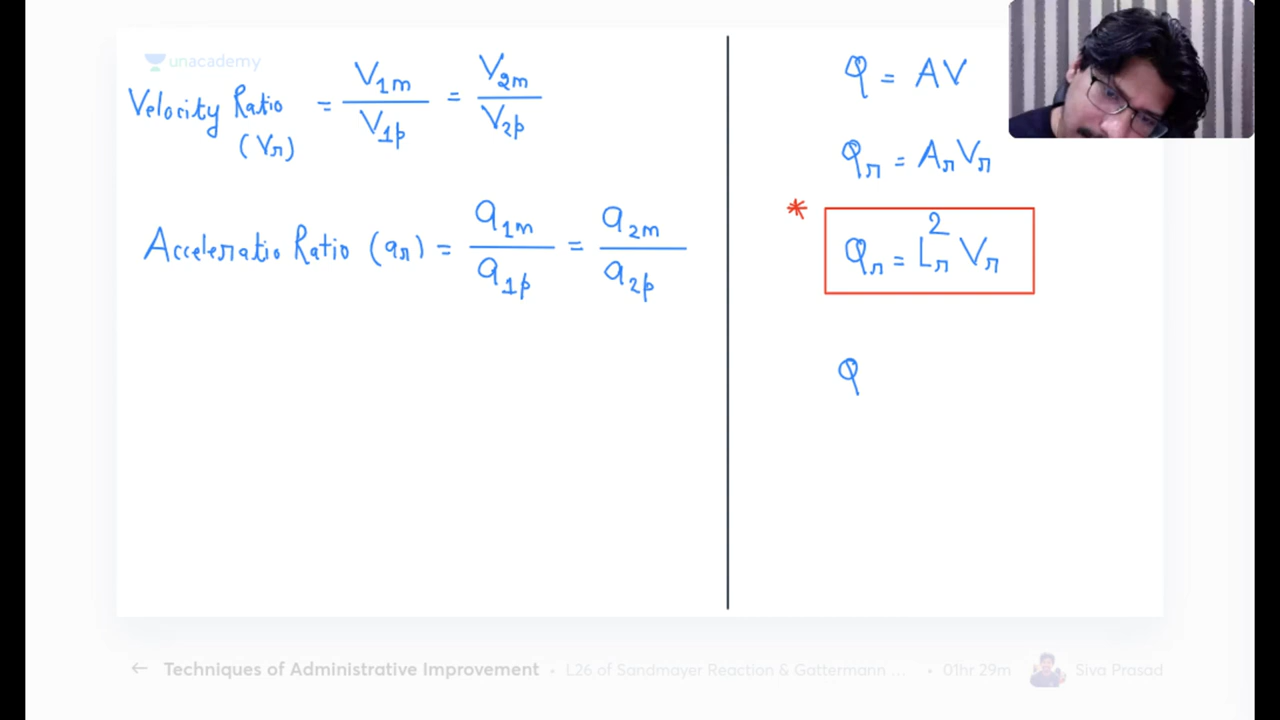 unacademy
Velocity Ratio (Vr) = V1m / V1p = V2m / V2p
Acceleratio Ratio (ar) = a1m / a1p = a2m / a2p
Q = AV
Qr = Ar Vr
*
Qr = Lr² Vr
Q
← Techniques of Administrative Improvement • L26 of Sandmayer Reaction & Gattermann ... • 01hr 29m Siva Prasad